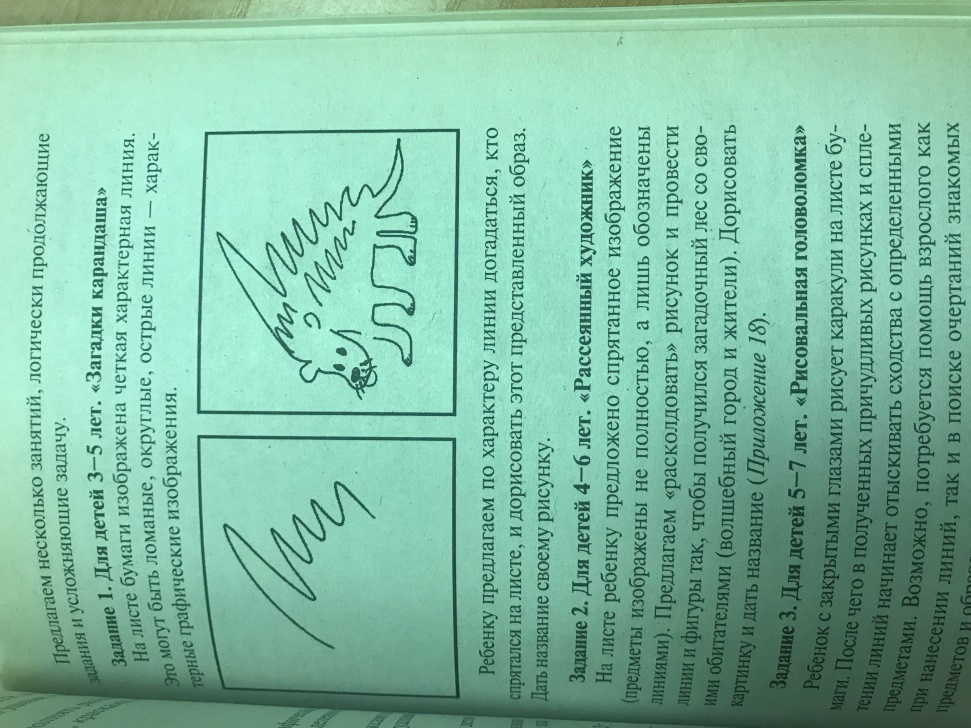 Предлагаем несколько занятий, логически продолжающие
задания и усложняющие задачу.
Задание 1. Для детей 3–5 лет. «Загадки карандаша»
На листе бумаги изображена четкая характерная линия.
Это могут быть ломаные, округлые, острые линии — харак-
терные графические изображения.
Ребенку предлагаем по характеру линии догадаться, кто
спрятался на листе, и дорисовать этот представленный образ.
Дать название своему рисунку.
Задание 2. Для детей 4–6 лет. «Рассеянный художник»
На листе ребенку предложено спрятанное изображение
(предметы изображены не полностью, а лишь обозначены
линиями). Предлагаем «расколдовать» рисунок и провести
линии и фигуры так, чтобы получился загадочный лес со сво-
ими обитателями (волшебный город и жители). Дорисовать
картинку и дать название (Приложение 18).
Задание 3. Для детей 5–7 лет. «Рисовальная головоломка»
Ребенок с закрытыми глазами рисует каракули на листе бу-
маги. После чего в полученных причудливых рисунках и спле-
тении линий начинает отыскивать сходства с определенными
предметами. Возможно, потребуется помощь взрослого как
при нанесении линий, так и в поиске очертаний знакомых
предметов и